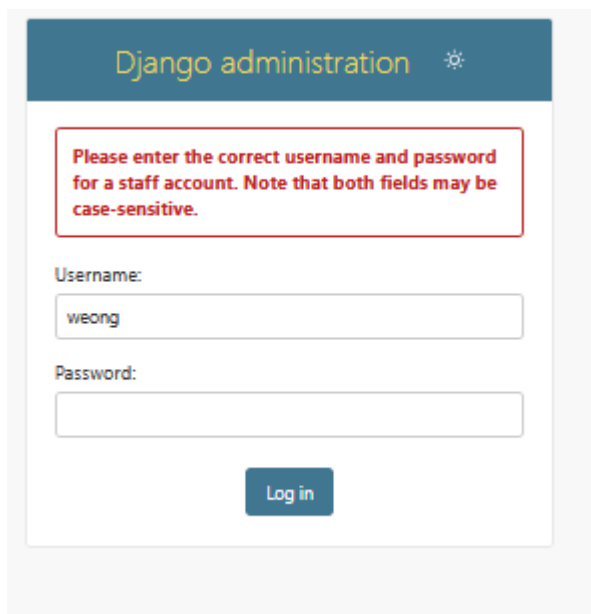 Django administration
Please enter the correct username and password
for a staff account. Note that both fields may be
case-sensitive.
Username:
weong
Password:
Log in